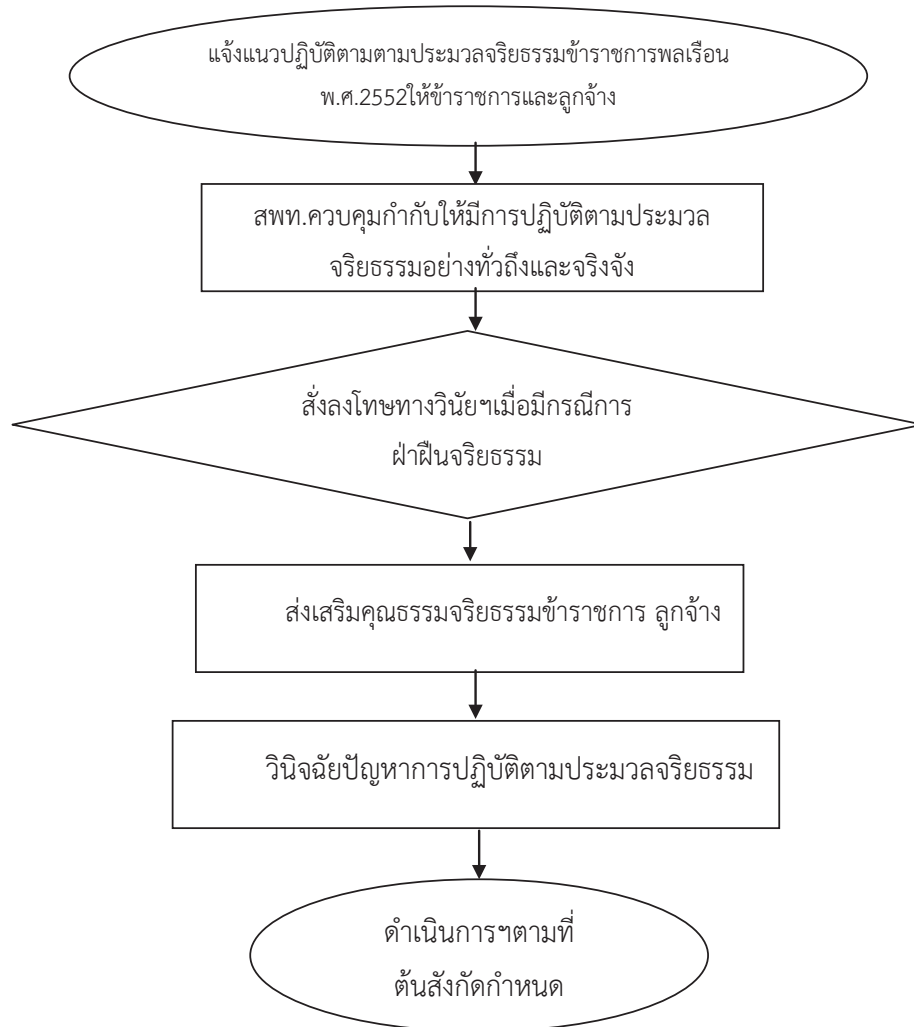 แจ้งแนวปฏิบัติตามตามประมวลจริยธรรมข้าราชการพลเรือน
พ.ศ.2552ให้ข้าราชการและลูกจ้าง
สพท.ควบคุมกำกับให้มีการปฏิบัติตามประมวล
จริยธรรมอย่างทั่วถึงและจริงจัง
สั่งลงโทษทางวินัยฯเมื่อมีกรณีการ
ฝ่าฝืนจริยธรรม
ส่งเสริมคุณธรรมจริยธรรมข้าราชการ ลูกจ้าง
วินิจฉัยปัญหาการปฏิบัติตามประมวลจริยธรรม
ดำเนินการฯตามที่
ต้นสังกัดกำหนด